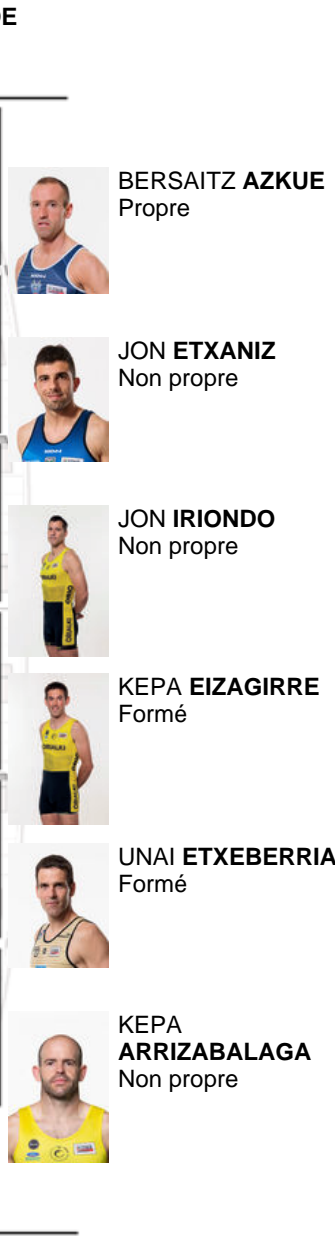 BERSAITZ AZKUE
Propre
JON ETXANIZ
Non propre
JON IRIONDO
Non propre
KEPA EIZAGIRRE
Formé
UNAI ETXEBERRIA
Formé
KEPA
ARRIZABALAGA
Non propre